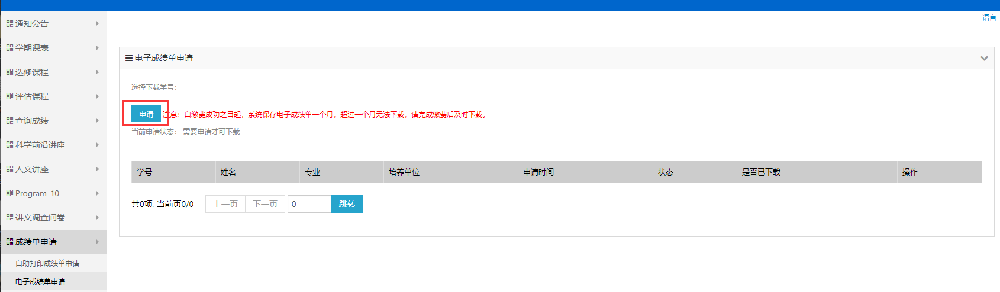 语言
通知公告
学期课表
选修课程
评估课程
查询成绩
科学前沿讲座
人文讲座
Program-10
讲义调查问卷
成绩单申请
自助打印成绩单申请
电子成绩单申请
电子成绩单申请
选择下载学号：
申请 注意：自缴费成功之日起，系统保存电子成绩单一个月，超过一个月无法下载，请完成缴费后及时下载。
当前申请状态： 需要申请才可下载
学号 姓名 专业 培养单位 申请时间 状态 是否已下载 操作
共0项, 当前页0/0 上一页 下一页 0 跳转